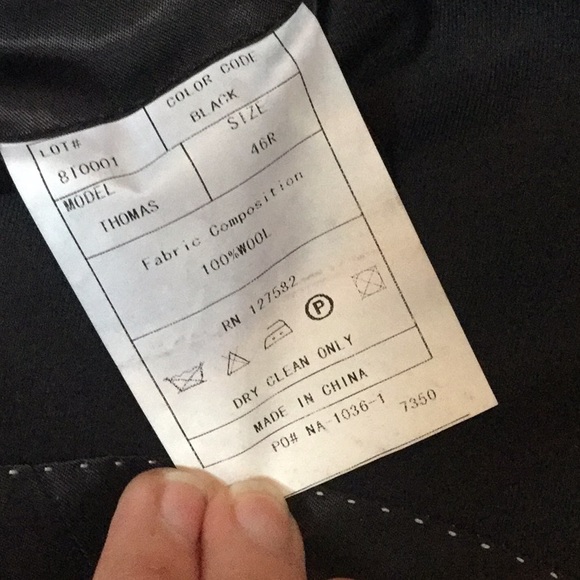 LOT#
810001
COLOR CODE
BLACK
MODEL
THOMAS
SIZE
46R
Fabric Composition
100%WOOL
RN 127582
P
DRY CLEAN ONLY
MADE IN CHINA
PO# NA-1036-1 7350